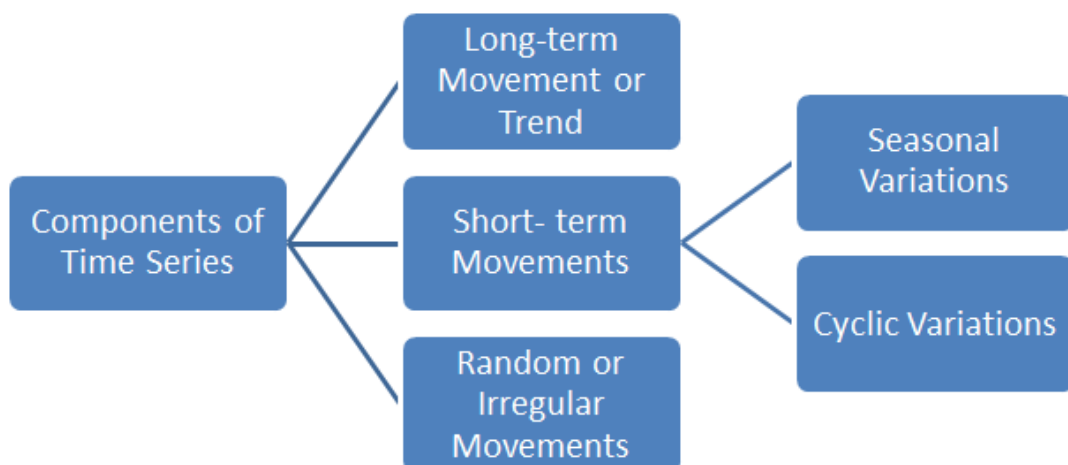 Components of
Time Series
Long-term
Movement or
Trend
Short- term
Movements
Random or
Irregular
Movements
Seasonal
Variations
Cyclic Variations